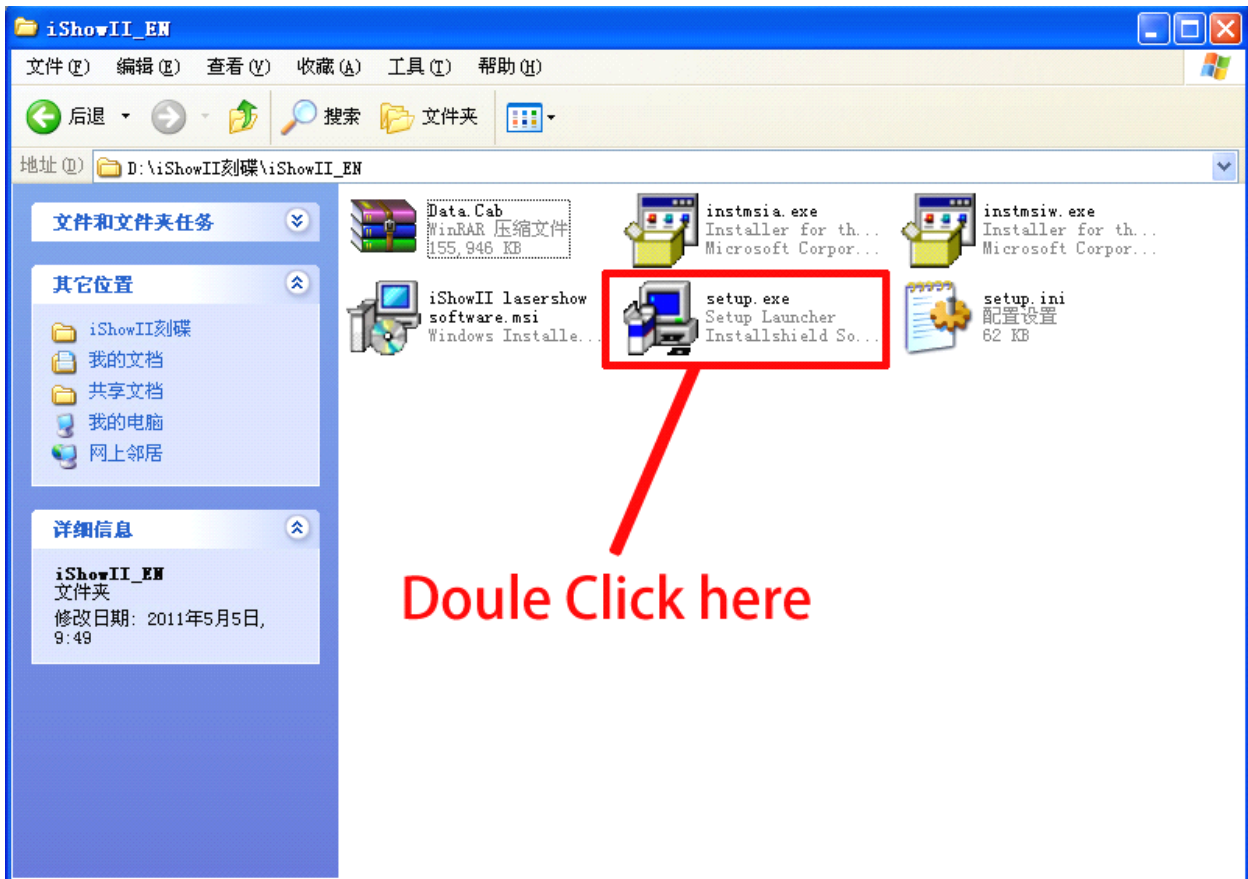 iShowII_EN
文件(F) 编辑(E) 查看(V) 收藏(A) 工具(T) 帮助(H)
后退 搜索 文件夹
地址(D) D:\iShowII刻碟\iShowII_EN
文件和文件夹任务
其它位置
iShowII刻碟
我的文档
共享文档
我的电脑
网上邻居
详细信息
iShowII_EN
文件夹
修改日期: 2011年5月5日,
9:49
Data.Cab
WinRAR 压缩文件
155,946 KB
instmsia.exe
Installer for th...
Microsoft Corpor...
instmsiw.exe
Installer for th...
Microsoft Corpor...
iShowII lasershow
software.msi
Windows Installe...
setup.exe
Setup Launcher
Installshield So...
setup.ini
配置设置
62 KB
Doule Click here